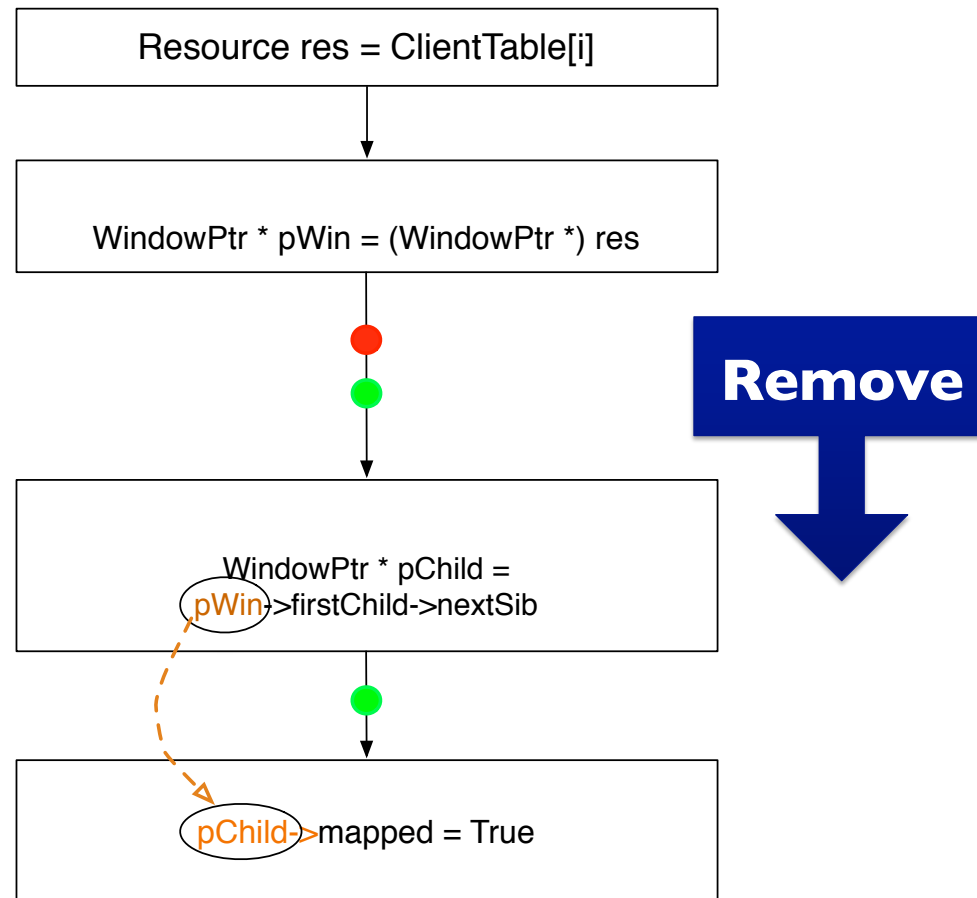 Resource res = ClientTable[i]
WindowPtr * pWin = (WindowPtr *) res
Remove
WindowPtr * pChild =
pWin->firstChild->nextSib
pChild->mapped = True